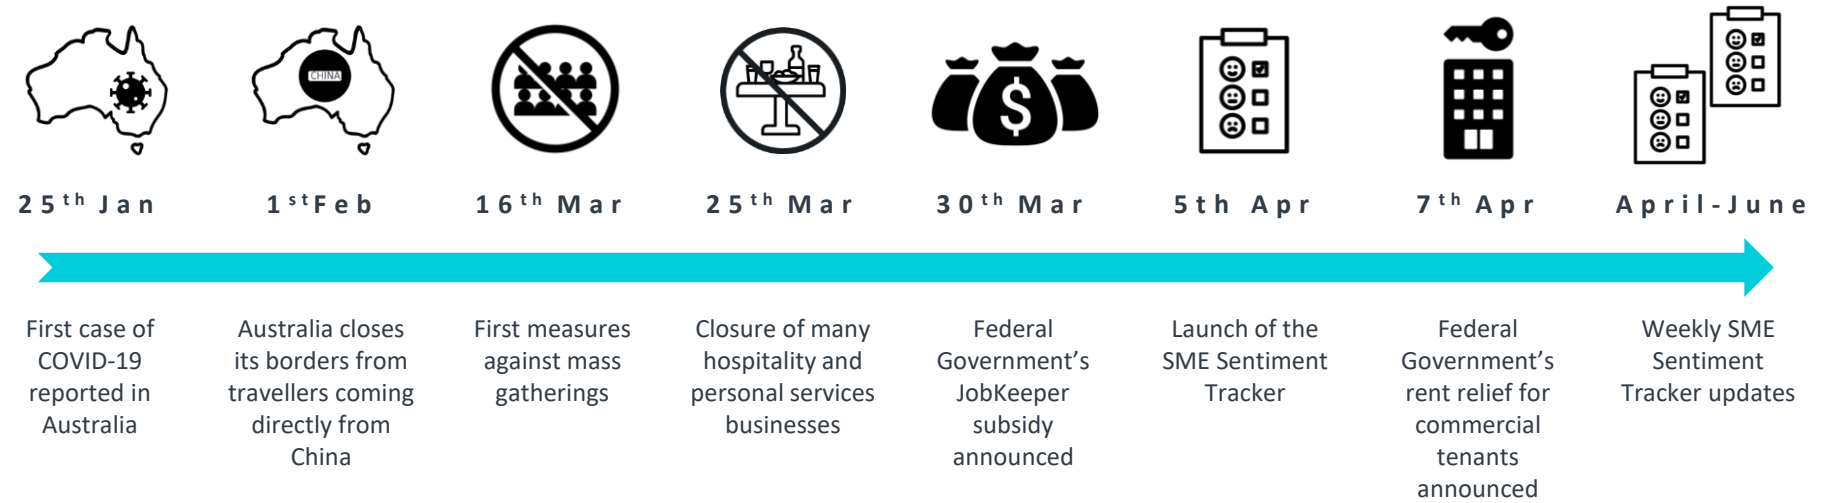 CHINA
$
25th Jan
1stFeb
16th Mar
25th Mar
30th Mar
5th Apr
7th Apr
April-June
First case of
COVID-19
reported in
Australia
Australia closes
its borders from
travellers coming
directly from
China
First measures
against mass
gatherings
Closure of many
hospitality and
personal services
businesses
Federal
Government’s
JobKeeper
subsidy
announced
Launch of the
SME Sentiment
Tracker
Federal
Government’s
rent relief for
commercial
tenants
announced
Weekly SME
Sentiment
Tracker updates